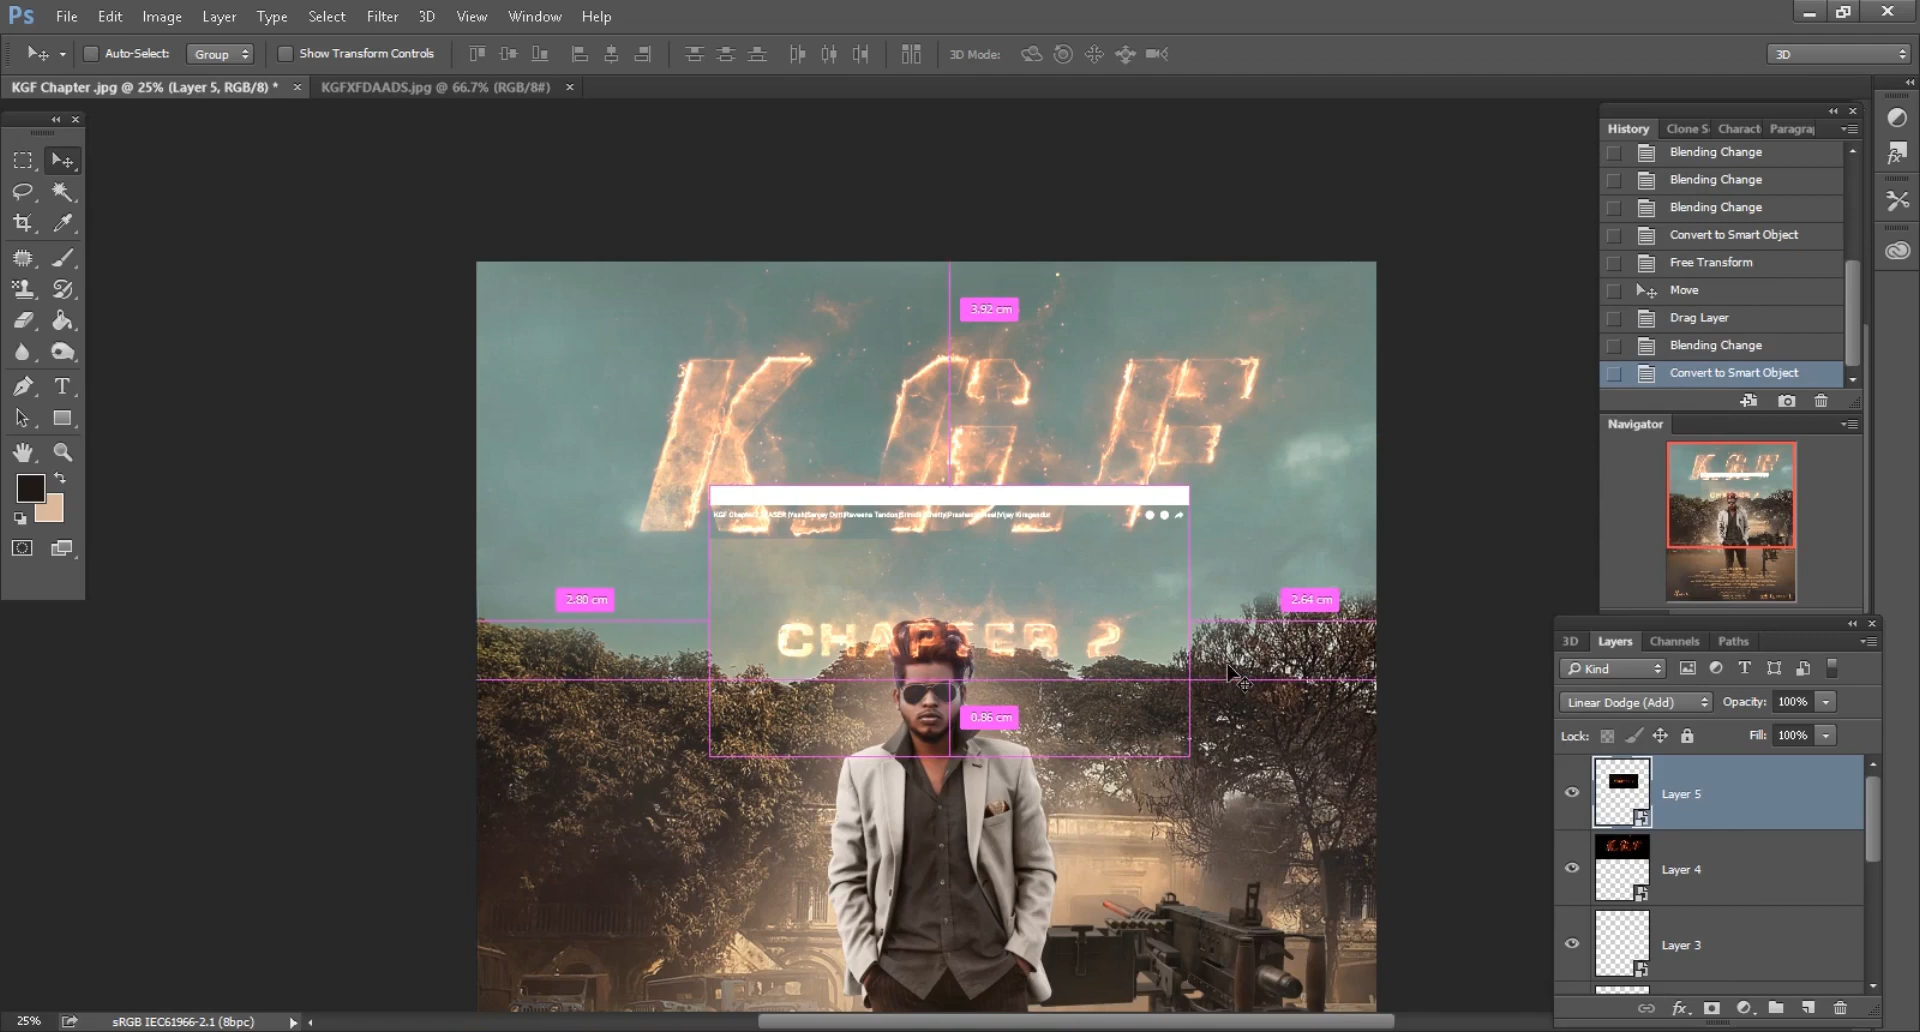 Ps File Edit Image Layer Type Select Filter 3D View Window Help
Auto-Select: Group Show Transform Controls 3D Mode: 3D
KGF Chapter .jpg @ 25% (Layer 5, RGB/8) * × KGFXFDAADS.jpg @ 66.7% (RGB/8#) ×
History Clone S Charact Paragraj
Blending Change
Blending Change
Blending Change
Convert to Smart Object
Free Transform
Move
Drag Layer
Blending Change
Convert to Smart Object
Navigator
3.92 cm
K.G.F
2.80 cm
2.64 cm
CHAPTER 2
0.86 cm
3D Layers Channels Paths
Kind
Linear Dodge (Add) Opacity: 100%
Lock: Fill: 100%
Layer 5
Layer 4
Layer 3
25% sRGB IEC61966-2.1 (8bpc)